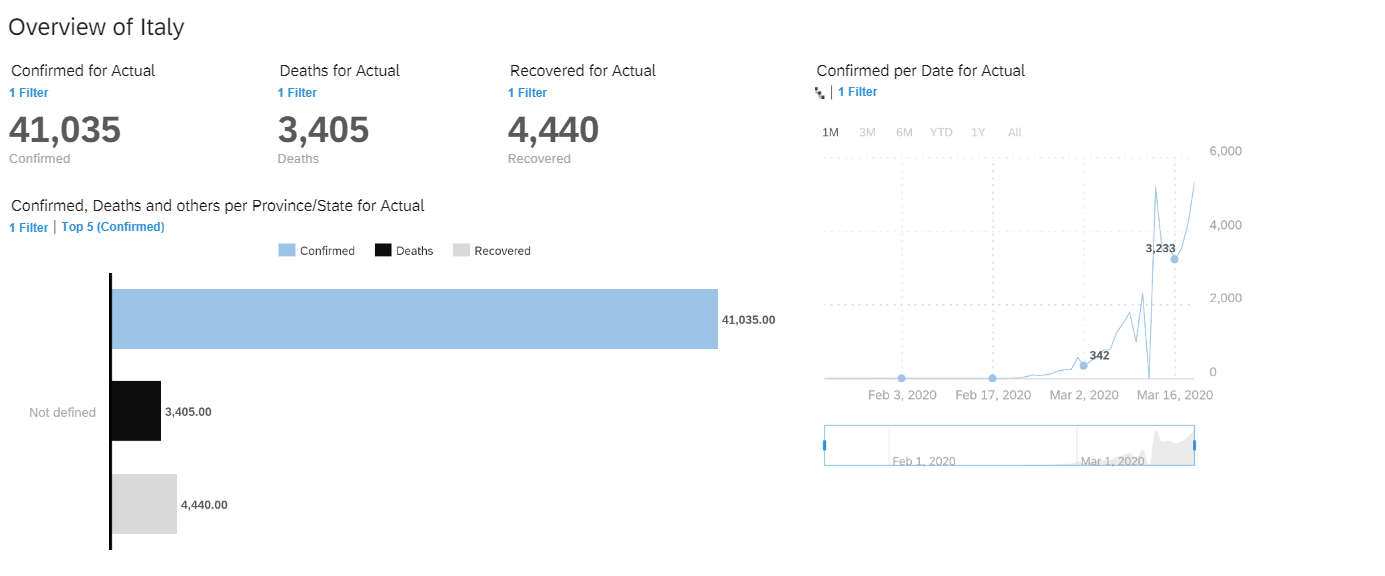 Overview of Italy
Confirmed for Actual
1 Filter
41,035
Confirmed
Deaths for Actual
1 Filter
3,405
Deaths
Recovered for Actual
1 Filter
4,440
Recovered
Confirmed, Deaths and others per Province/State for Actual
1 Filter | Top 5 (Confirmed)
Confirmed Deaths Recovered
41,035.00
Not defined
3,405.00
4,440.00
Confirmed per Date for Actual
| 1 Filter
1M 3M 6M YTD 1Y All
6,000
4,000
3,233
2,000
342
0
Feb 3, 2020 Feb 17, 2020 Mar 2, 2020 Mar 16, 2020
Feb 1, 2020 Mar 1, 2020